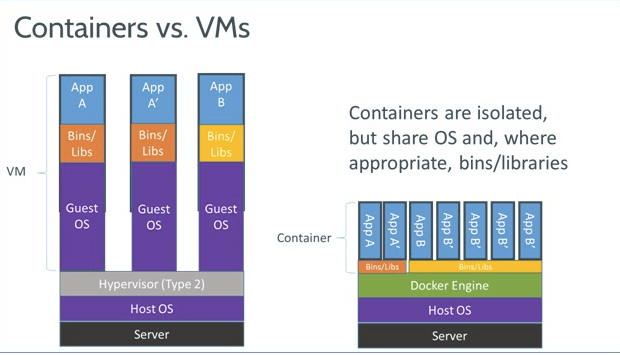 Containers vs. VMs
App
A
App
A’
App
B
Bins/
Libs
Bins/
Libs
Bins/
Libs
VM
Guest
OS
Guest
OS
Guest
OS
Hypervisor (Type 2)
Host OS
Server
Containers are isolated,
but share OS and, where
appropriate, bins/libraries
Container
App A
App A’
App B
App B’
App B’
App B’
App B’
Bins/Libs
Bins/Libs
Docker Engine
Host OS
Server